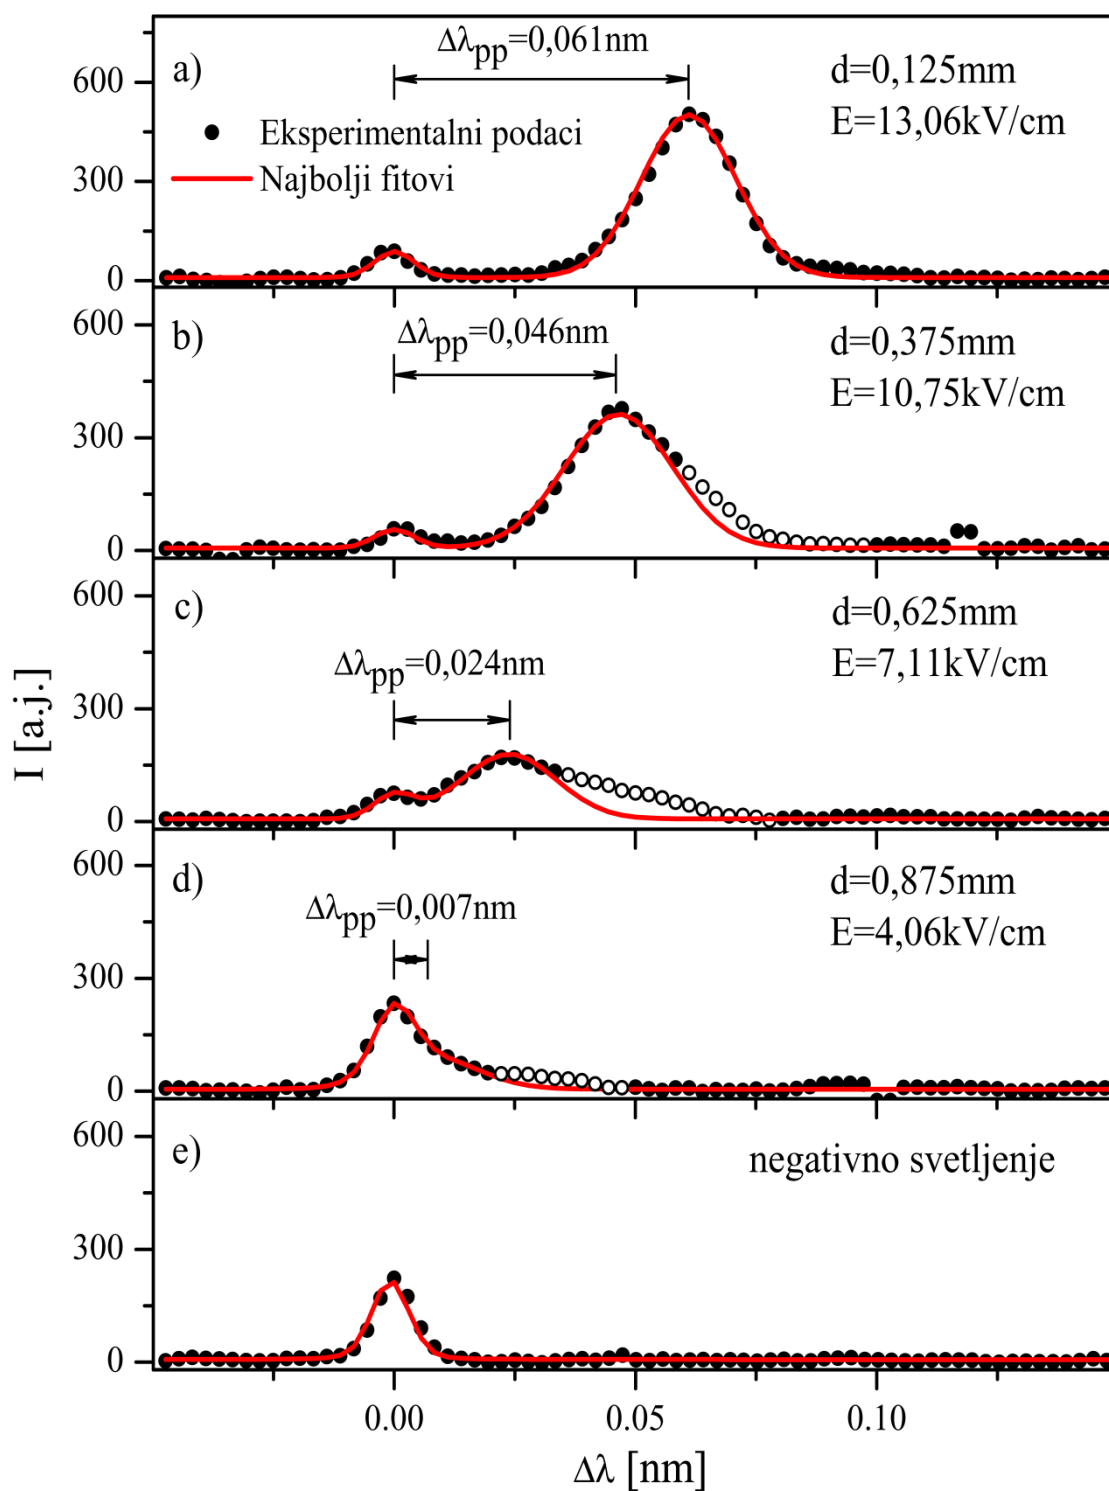 a)
Δλpp=0,061nm
d=0,125mm
E=13,06kV/cm
Eksperimentalni podaci
Najbolji fitovi
600
300
0
b)
Δλpp=0,046nm
d=0,375mm
E=10,75kV/cm
600
300
0
c)
Δλpp=0,024nm
d=0,625mm
E=7,11kV/cm
600
300
0
d)
Δλpp=0,007nm
d=0,875mm
E=4,06kV/cm
600
300
0
e)
negativno svetljenje
600
300
0
I [a.j.]
0.00 0.05 0.10
Δλ [nm]